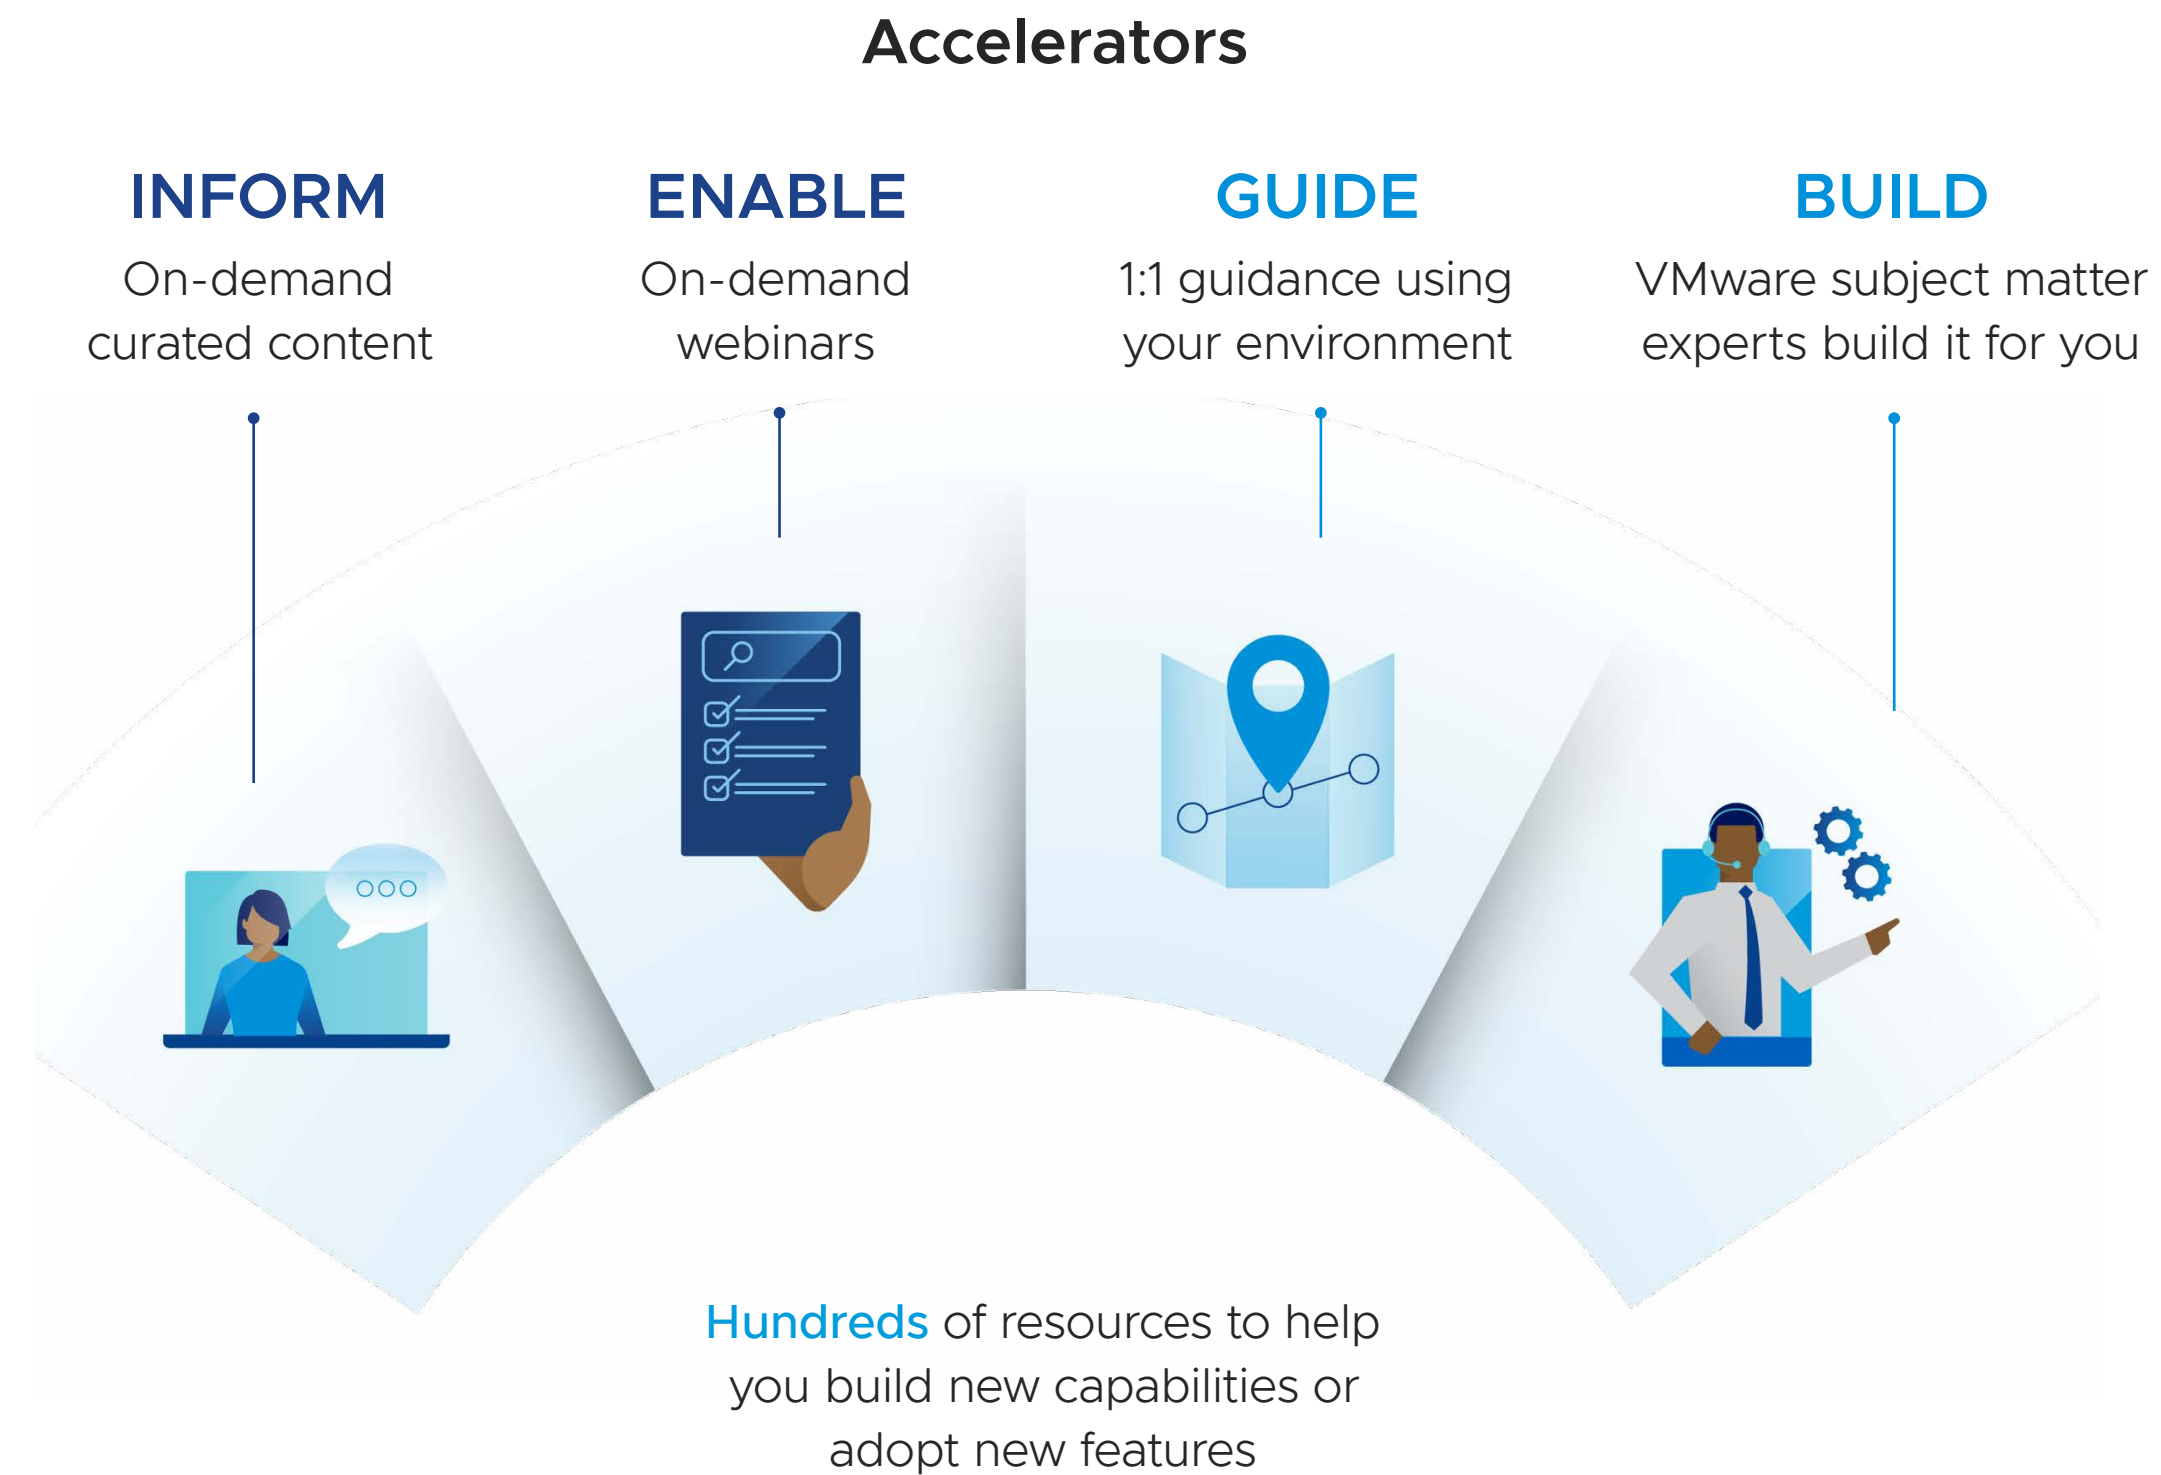 Accelerators
INFORM
On-demand
curated content
ENABLE
On-demand
webinars
GUIDE
1:1 guidance using
your environment
BUILD
VMware subject matter
experts build it for you
Hundreds of resources to help
you build new capabilities or
adopt new features